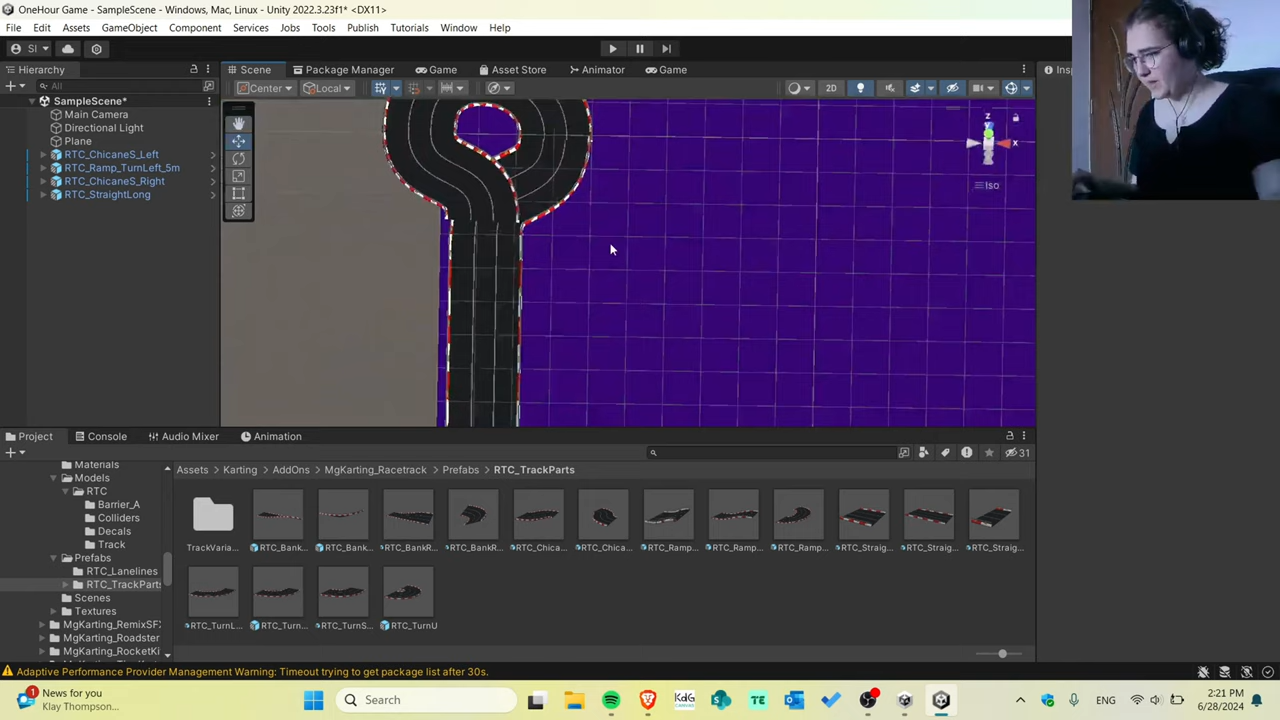 OneHour Game - SampleScene - Windows, Mac, Linux - Unity 2022.3.23f1* <DX11>
File Edit Assets GameObject Component Services Jobs Tools Publish Tutorials Window Help
SI
Hierarchy
Scene Package Manager Game Asset Store Animator Game
All
Center Local 2D
SampleScene*
Main Camera
Directional Light
Plane
RTC_ChicaneS_Left
RTC_Ramp_TurnLeft_5m
RTC_ChicaneS_Right
RTC_StraightLong
z
x
Iso
Project Console Audio Mixer Animation
31
Assets Karting AddOns MgKarting_Racetrack Prefabs RTC_TrackParts
Materials
Models
RTC
Barrier_A
Colliders
Decals
Track
Prefabs
RTC_Lanelines
RTC_TrackParts
Scenes
Textures
MgKarting_RemixSFX
MgKarting_Roadster
MgKarting_RocketKi
TrackVaria... RTC_Bank... RTC_Bank... RTC_BankR... RTC_BankR... RTC_Chica... RTC_Chica... RTC_Ramp... RTC_Ramp... RTC_Ramp... RTC_Straig... RTC_Straig... RTC_Straig...
RTC_TurnL... RTC_Turn... RTC_TurnS... RTC_TurnU
Adaptive Performance Provider Management Warning: Timeout trying to get package list after 30s.
1
News for you
Klay Thompson...
Search
KdG
CANVAS
ENG
2:21 PM
6/28/2024